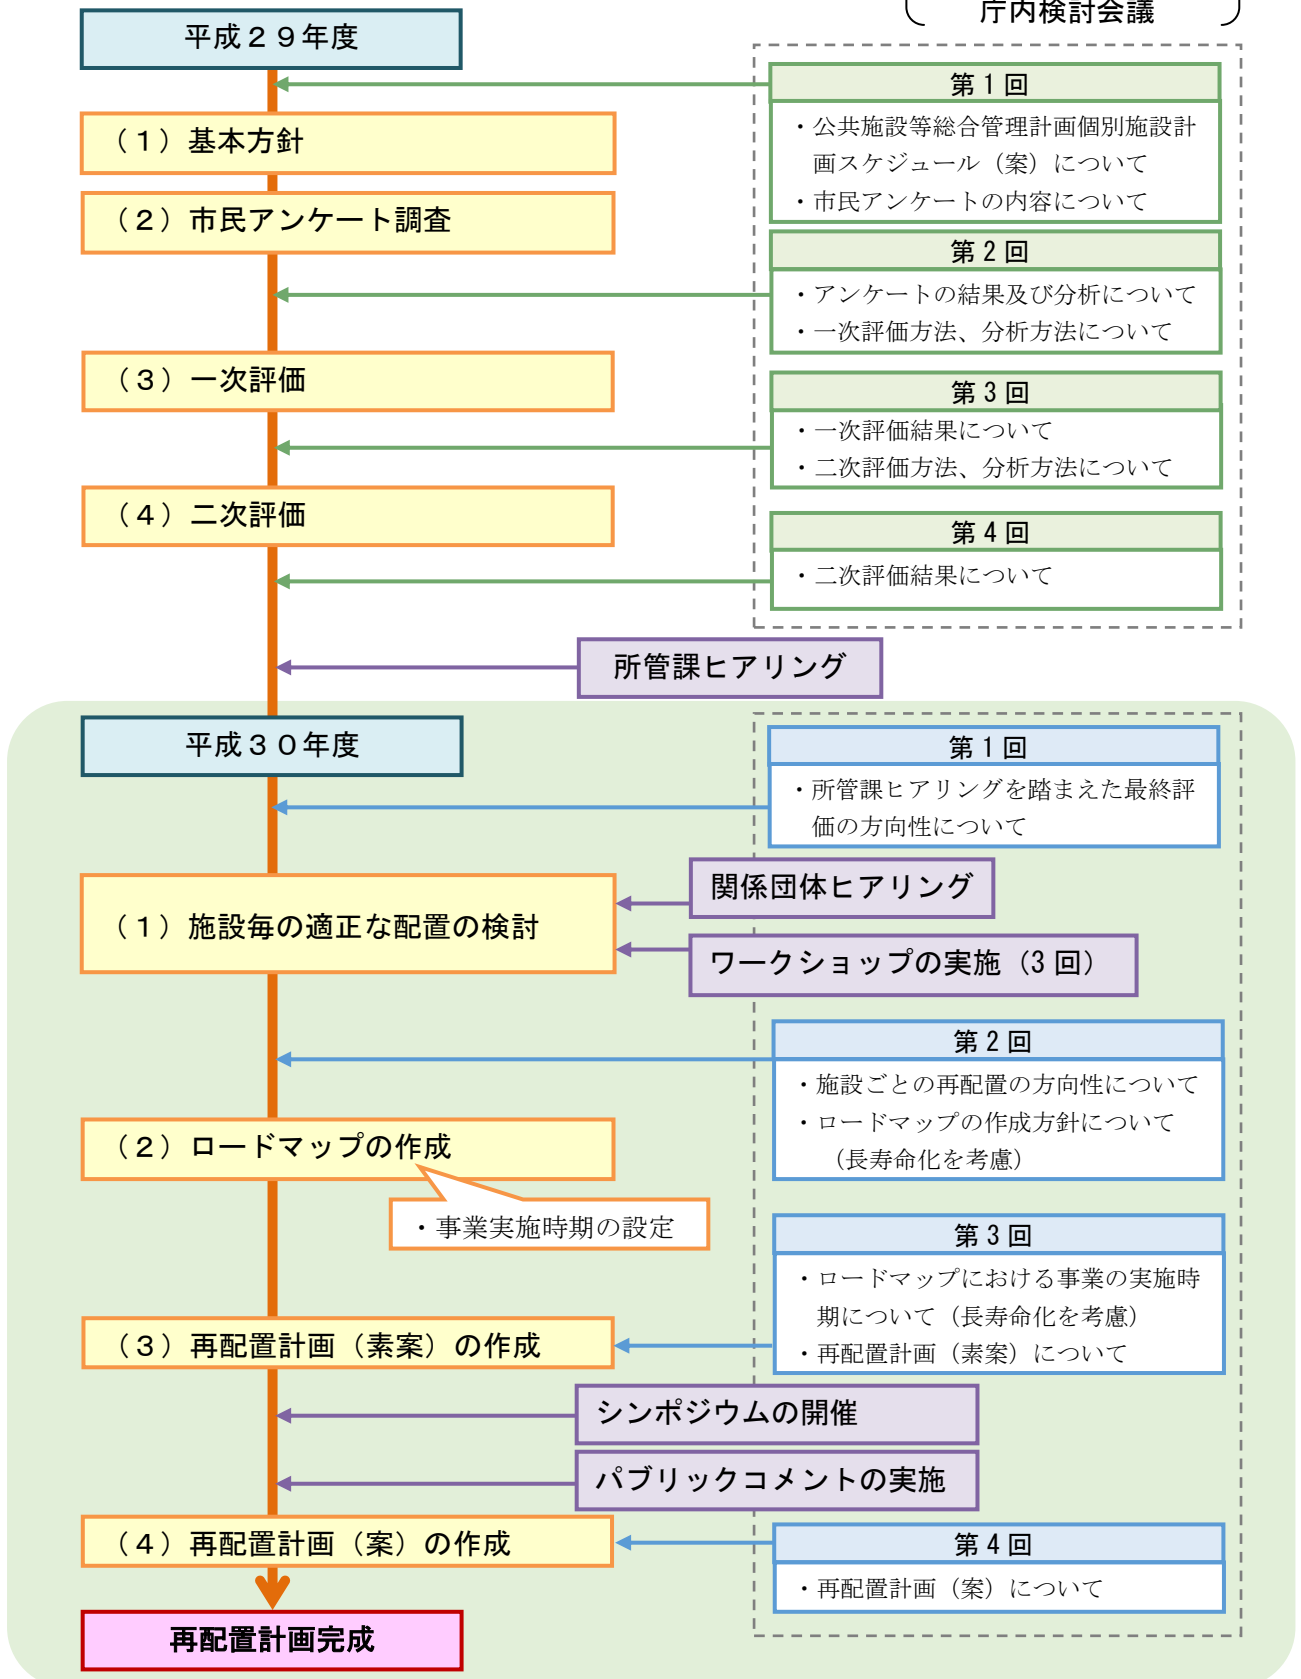 庁内検討会議
平成２９年度
第１回
・公共施設等総合管理計画個別施設計
画スケジュール（案）について
・市民アンケートの内容について
（１）基本方針
（２）市民アンケート調査
第２回
・アンケートの結果及び分析について
・一次評価方法、分析方法について
（３）一次評価
第３回
・一次評価結果について
・二次評価方法、分析方法について
（４）二次評価
第４回
・二次評価結果について
所管課ヒアリング
平成３０年度
第１回
・所管課ヒアリングを踏まえた最終評
価の方向性について
関係団体ヒアリング
（１）施設毎の適正な配置の検討
ワークショップの実施（3 回）
第２回
・施設ごとの再配置の方向性について
・ロードマップの作成方針について
（長寿命化を考慮）
（２）ロードマップの作成
・事業実施時期の設定
第３回
・ロードマップにおける事業の実施時
期について（長寿命化を考慮）
・再配置計画（素案）について
（３）再配置計画（素案）の作成
シンポジウムの開催
パブリックコメントの実施
（４）再配置計画（案）の作成
第４回
・再配置計画（案）について
再配置計画完成